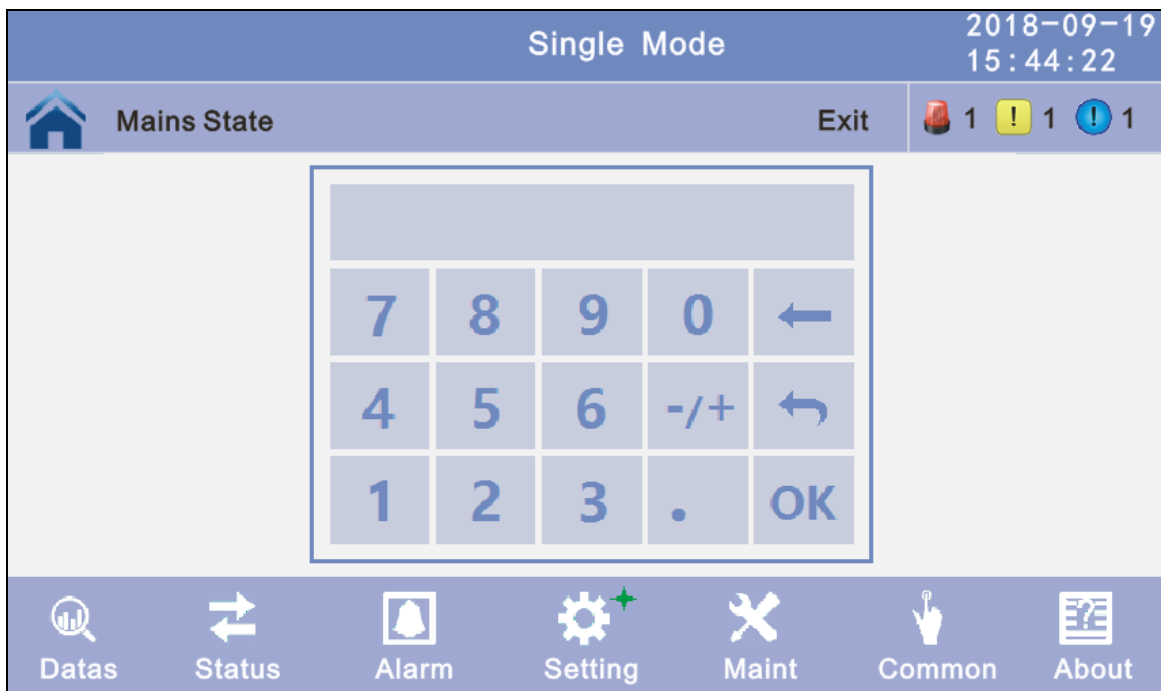 Single Mode
2018-09-19
15:44:22
Mains State
Exit
1 ! 1 ! 1
7 8 9 0 ←
4 5 6 -/+
1 2 3 . OK
Datas Status Alarm Setting Maint Common About